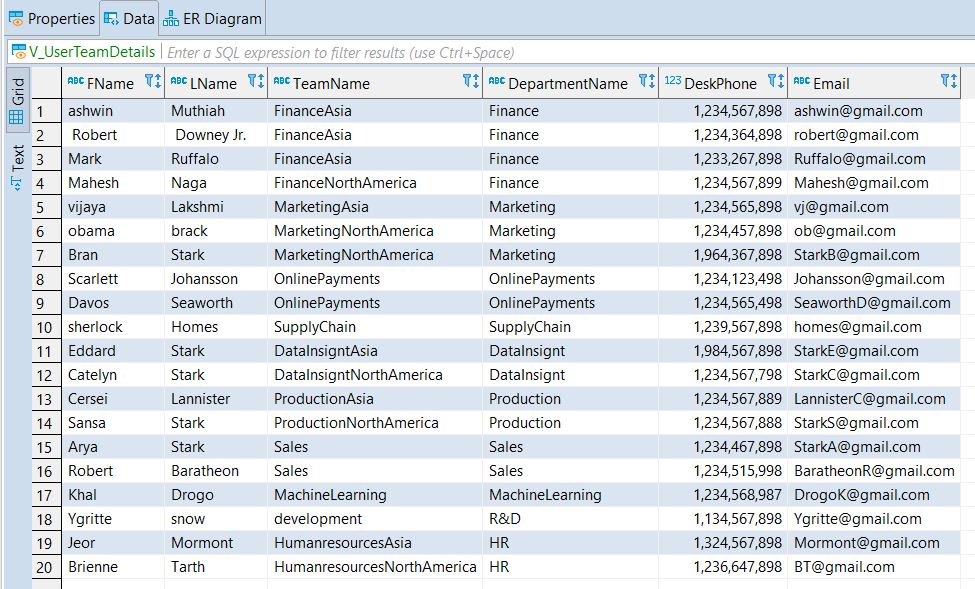 Properties Data ER Diagram
V_UserTeamDetails Enter a SQL expression to filter results (use Ctrl+Space)
Grid
Text
ABC FName ABC LName ABC TeamName ABC DepartmentName 123 DeskPhone ABC Email
1 ashwin Muthiah FinanceAsia Finance 1,234,567,898 ashwin@gmail.com
2 Robert Downey Jr. FinanceAsia Finance 1,234,364,898 robert@gmail.com
3 Mark Ruffalo FinanceAsia Finance 1,233,267,898 Ruffalo@gmail.com
4 Mahesh Naga FinanceNorthAmerica Finance 1,234,567,899 Mahesh@gmail.com
5 vijaya Lakshmi MarketingAsia Marketing 1,234,565,898 vj@gmail.com
6 obama brack MarketingNorthAmerica Marketing 1,234,457,898 ob@gmail.com
7 Bran Stark MarketingNorthAmerica Marketing 1,964,367,898 StarkB@gmail.com
8 Scarlett Johansson OnlinePayments OnlinePayments 1,234,123,498 Johansson@gmail.com
9 Davos Seaworth OnlinePayments OnlinePayments 1,234,565,498 SeaworthD@gmail.com
10 sherlock Homes SupplyChain SupplyChain 1,239,567,898 homes@gmail.com
11 Eddard Stark DataInsigntAsia DataInsignt 1,984,567,898 StarkE@gmail.com
12 Catelyn Stark DataInsigntNorthAmerica DataInsignt 1,234,567,798 StarkC@gmail.com
13 Cersei Lannister ProductionAsia Production 1,234,567,889 LannisterC@gmail.com
14 Sansa Stark ProductionNorthAmerica Production 1,234,567,888 StarkS@gmail.com
15 Arya Stark Sales Sales 1,234,467,898 StarkA@gmail.com
16 Robert Baratheon Sales Sales 1,234,515,998 BaratheonR@gmail.com
17 Khal Drogo MachineLearning MachineLearning 1,234,568,987 DrogoK@gmail.com
18 Ygritte snow development R&D 1,134,567,898 Ygritte@gmail.com
19 Jeor Mormont HumanresourcesAsia HR 1,324,567,898 Mormont@gmail.com
20 Brienne Tarth HumanresourcesNorthAmerica HR 1,236,647,898 BT@gmail.com